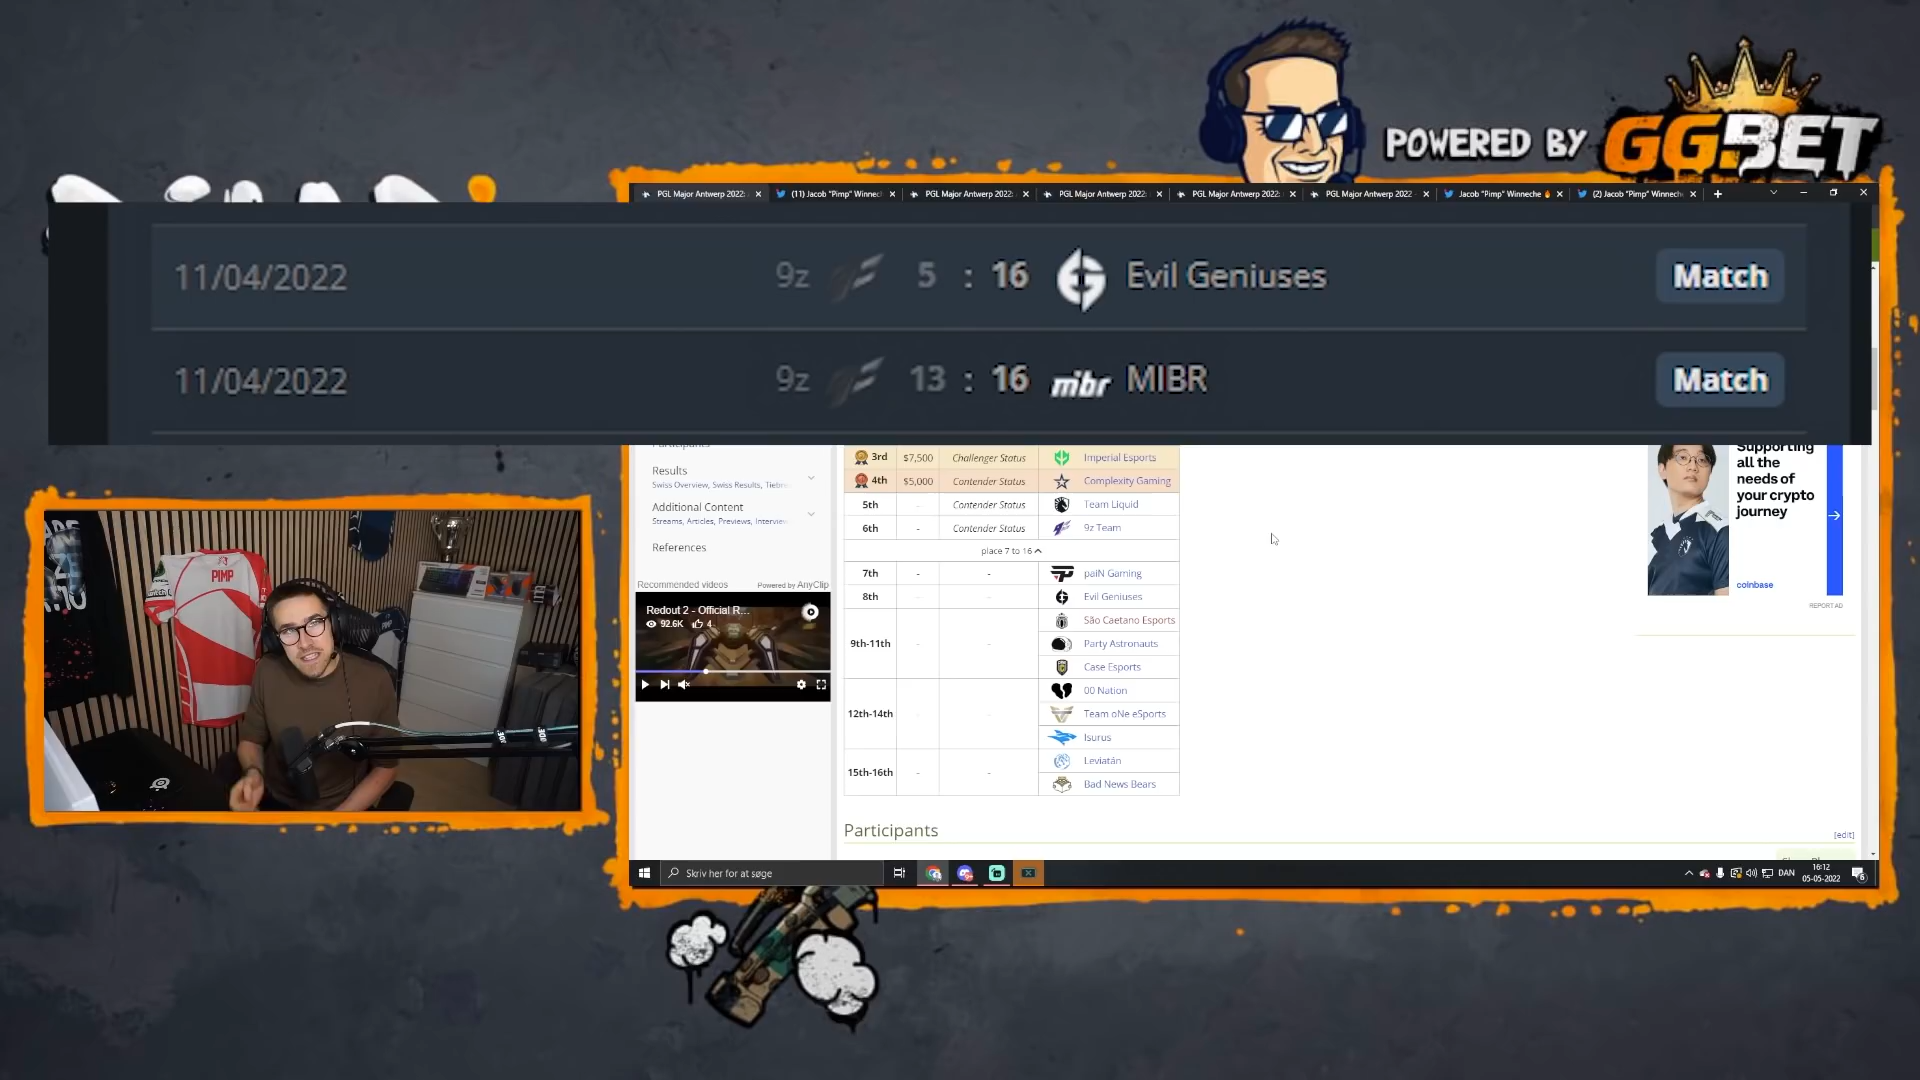 POWERED BY GGBET
PGL Major Antwerp 2022:
(11) Jacob "Pimp" Winnech
PGL Major Antwerp 2022:
PGL Major Antwerp 2022:
PGL Major Antwerp 2022:
PGL Major Antwerp 2022
Jacob "Pimp" Winneche
(2) Jacob "Pimp" Winnech
11/04/2022 9z 5 : 16 Evil Geniuses Match
11/04/2022 9z 13 : 16 mibr MIBR Match
Participants
Results
Swiss Overview, Swiss Results, Tiebr
Additional Content
Streams, Articles, Previews, Interview
References
Recommended videos Powered by AnyClip
Redout 2 - Official R...
92.6K 4
3rd $7,500 Challenger Status Imperial Esports
4th $5,000 Contender Status Complexity Gaming
5th - Contender Status Team Liquid
6th - Contender Status 9z Team
place 7 to 16
7th - - paiN Gaming
8th - - Evil Geniuses
9th-11th - - São Caetano Esports
Party Astronauts
Case Esports
12th-14th - - 00 Nation
Team oNe eSports
Isurus
15th-16th - - Leviatán
Bad News Bears
Participants [edit]
Supporting
all the
needs of
your crypto
journey
coinbase
REPORT AD
PIMP
Skriv her for at søge
DAN
16:12
05-05-2022
6